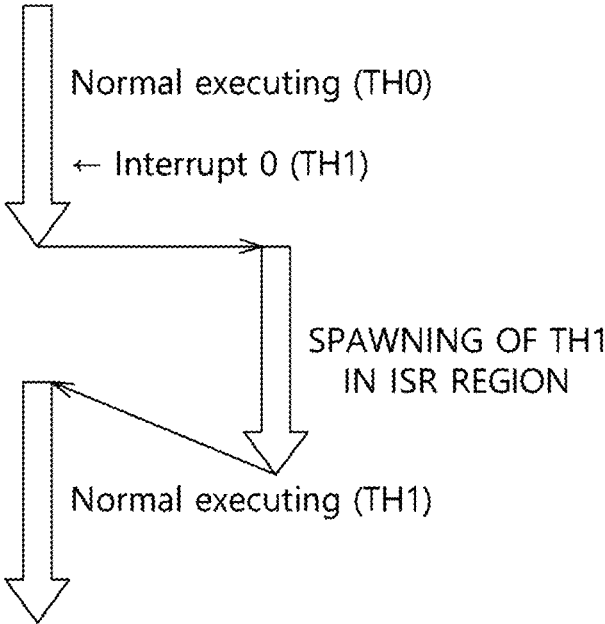 Normal executing (TH0)
← Interrupt 0 (TH1)
SPAWNING OF TH1
IN ISR REGION
Normal executing (TH1)